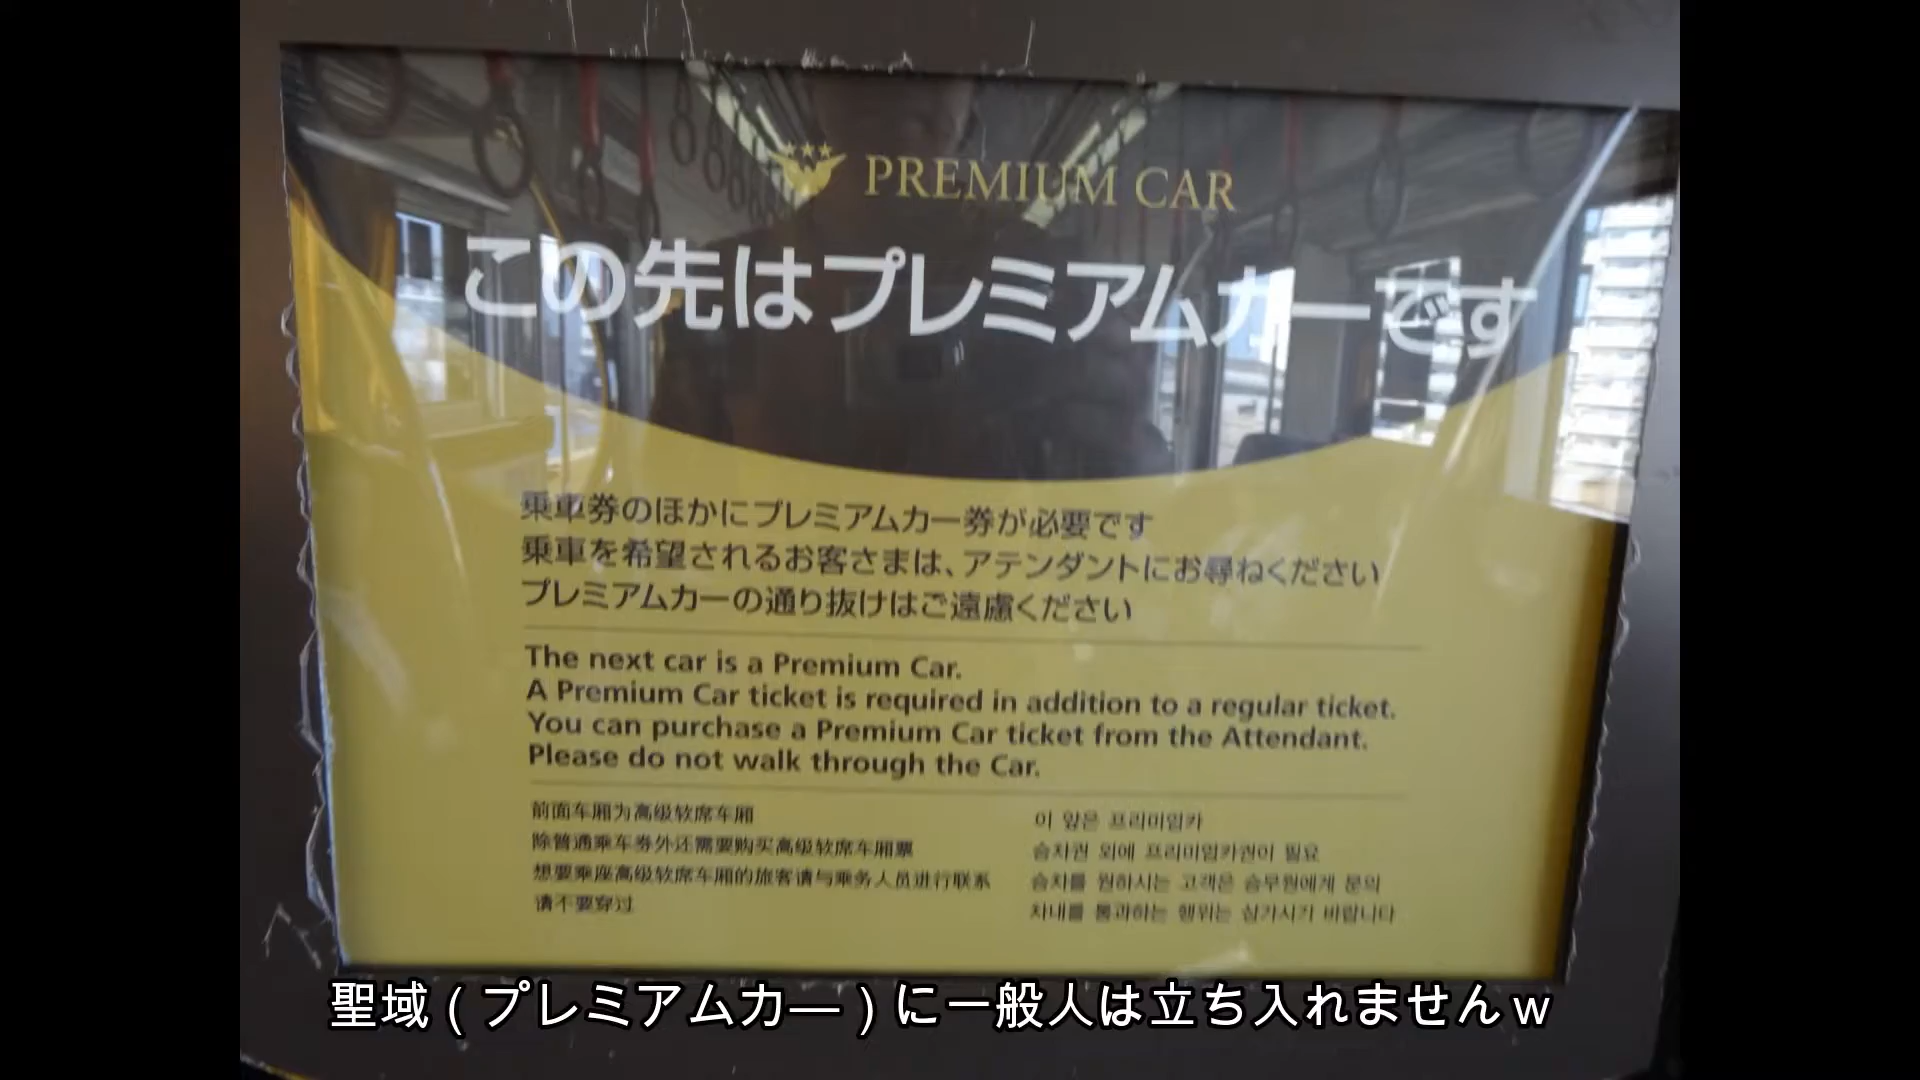 PREMIUM CAR
この先はプレミアムカーです
乗車券のほかにプレミアムカー券が必要です
乗車を希望されるお客さまは、アテンダントにお尋ねください
プレミアムカーの通り抜けはご遠慮ください
The next car is a Premium Car.
A Premium Car ticket is required in addition to a regular ticket.
You can purchase a Premium Car ticket from the Attendant.
Please do not walk through the Car.
前面车厢为高级软席车厢
除普通乘车券外还需要购买高级软席车厢票
想要乘座高级软席车厢的旅客请与乘务人员进行联系
请不要穿过
이 앞은 프리미엄카
승차권 외에 프리미엄카권이 필요
승차를 원하시는 고객은 승무원에게 문의
차내를 통과하는 행위는 삼가시기 바랍니다
聖域(プレミアムカ―)に一般人は立ち入れませんw